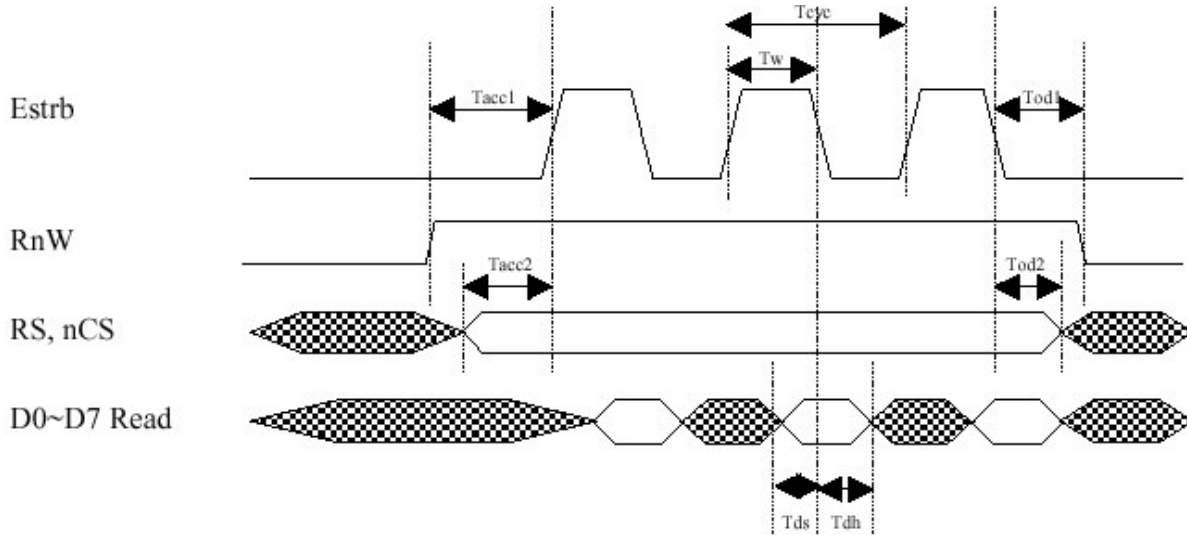 Tcyc
Tw
Estrb
Tacc1
Tod1
RnW
Tacc2
Tod2
RS, nCS
D0~D7 Read
Tds
Tdh